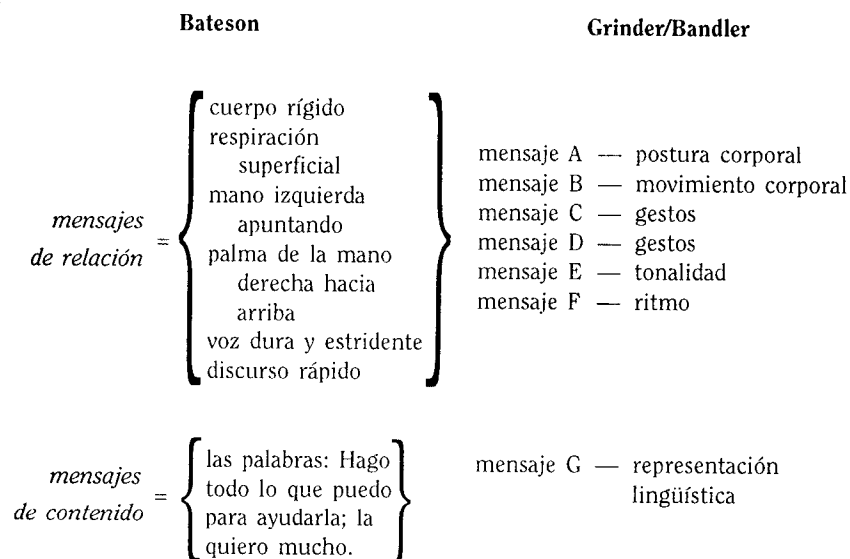 Bateson
Grinder/Bandler
mensajes
de relación =
cuerpo rígido
respiración
superficial
mano izquierda
apuntando
palma de la mano
derecha hacia
arriba
voz dura y estridente
discurso rápido
mensaje A — postura corporal
mensaje B — movimiento corporal
mensaje C — gestos
mensaje D — gestos
mensaje E — tonalidad
mensaje F — ritmo
mensajes
de contenido =
las palabras: Hago
todo lo que puedo
para ayudarla; la
quiero mucho.
mensaje G — representación
lingüística